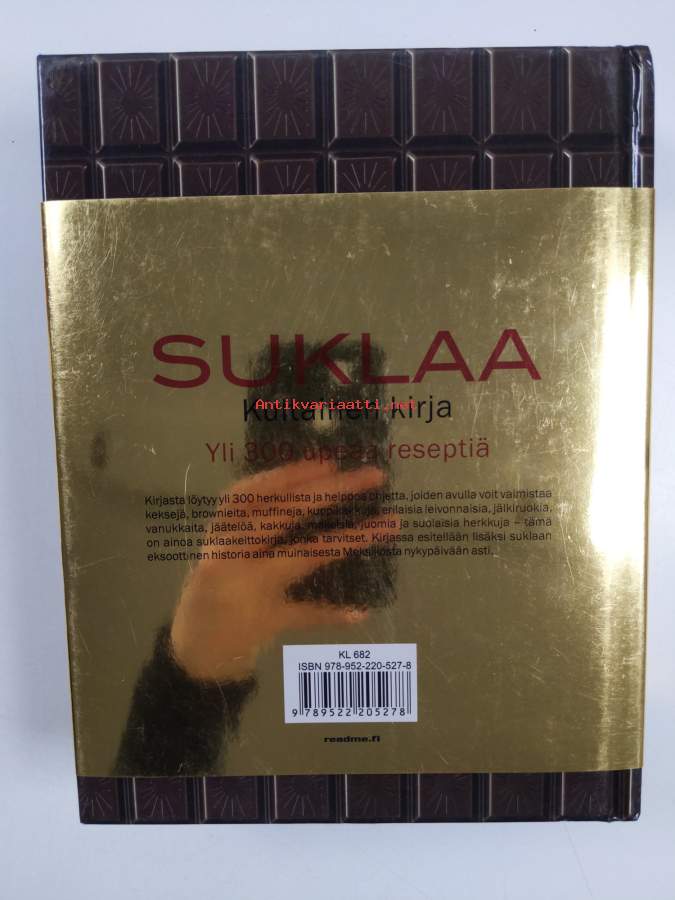 SUKLAA
Kultainen kirja
Antikvariaatti.net
Yli 300 upeaa reseptiä
Kirjasta löytyy yli 300 herkullista ja helppoa ohjetta, joiden avulla voit valmistaa
keksejä, brownieita, muffineja, kuppikakkuja, erilaisia leivonnaisia, jälkiruokia,
vanukkaita, jäätelöä, kakkuja, makeisia, juomia ja suolaisia herkkuja – tämä
on ainoa suklaakeittokirja, jonka tarvitset. Kirjassa esitellään lisäksi suklaan
eksoottinen historia aina muinaisesta Meksikosta nykypäivään asti.
KL 682
ISBN 978-952-220-527-8
9 789522 205278
readme.fi